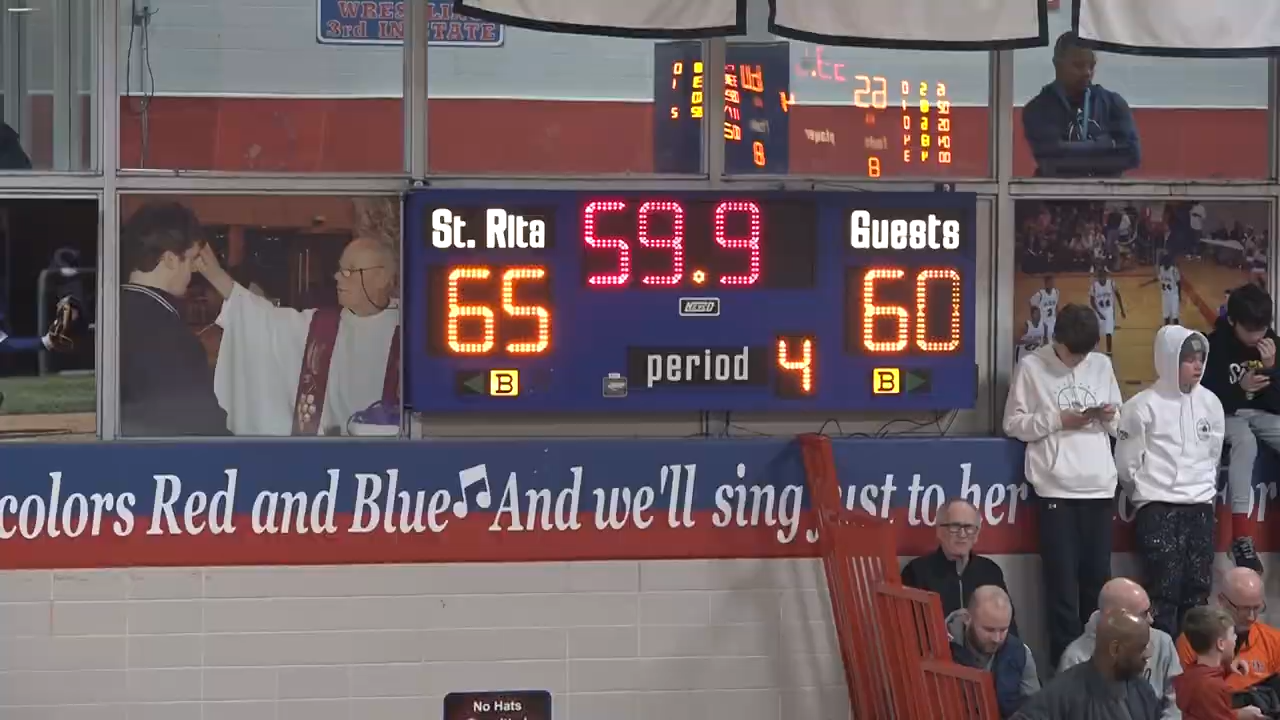 WRESTLING
3rd IN STATE
St. RIta
59.9
Guests
65
60
NEVCO
period
4
B
B
colors Red and Blue♫And we'll sing just to her
No Hats